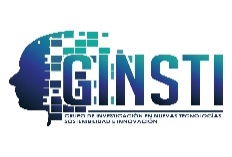 GINSTI
GRUPO DE INVESTIGACIÓN EN NUEVAS TECNOLOGÍAS
SOSTENIBILIDAD E INNOVACIÓN